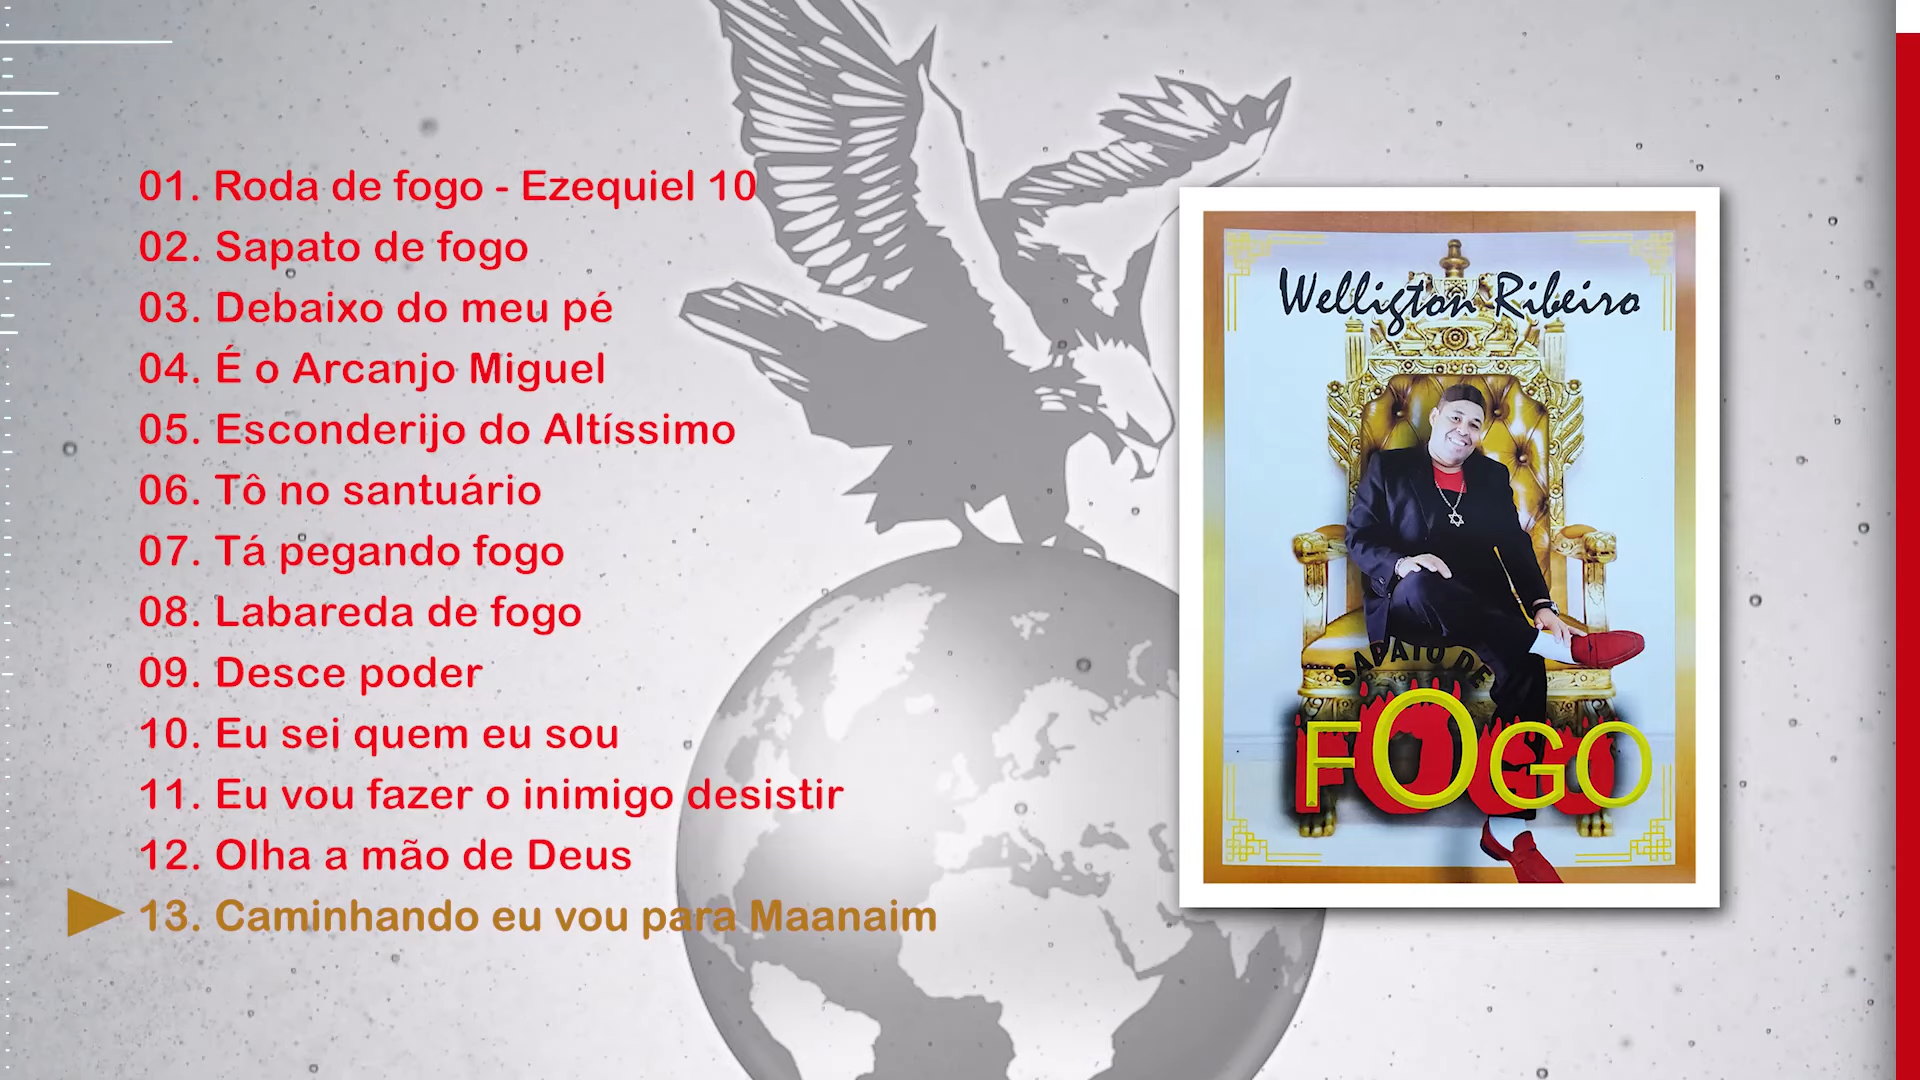 01. Roda de fogo - Ezequiel 10
02. Sapato de fogo
03. Debaixo do meu pé
04. É o Arcanjo Miguel
05. Esconderijo do Altíssimo
06. Tô no santuário
07. Tá pegando fogo
08. Labareda de fogo
09. Desce poder
10. Eu sei quem eu sou
11. Eu vou fazer o inimigo desistir
12. Olha a mão de Deus
13. Caminhando eu vou para Maanaim
Welligton Ribeiro
SAPATO DE
FOGO